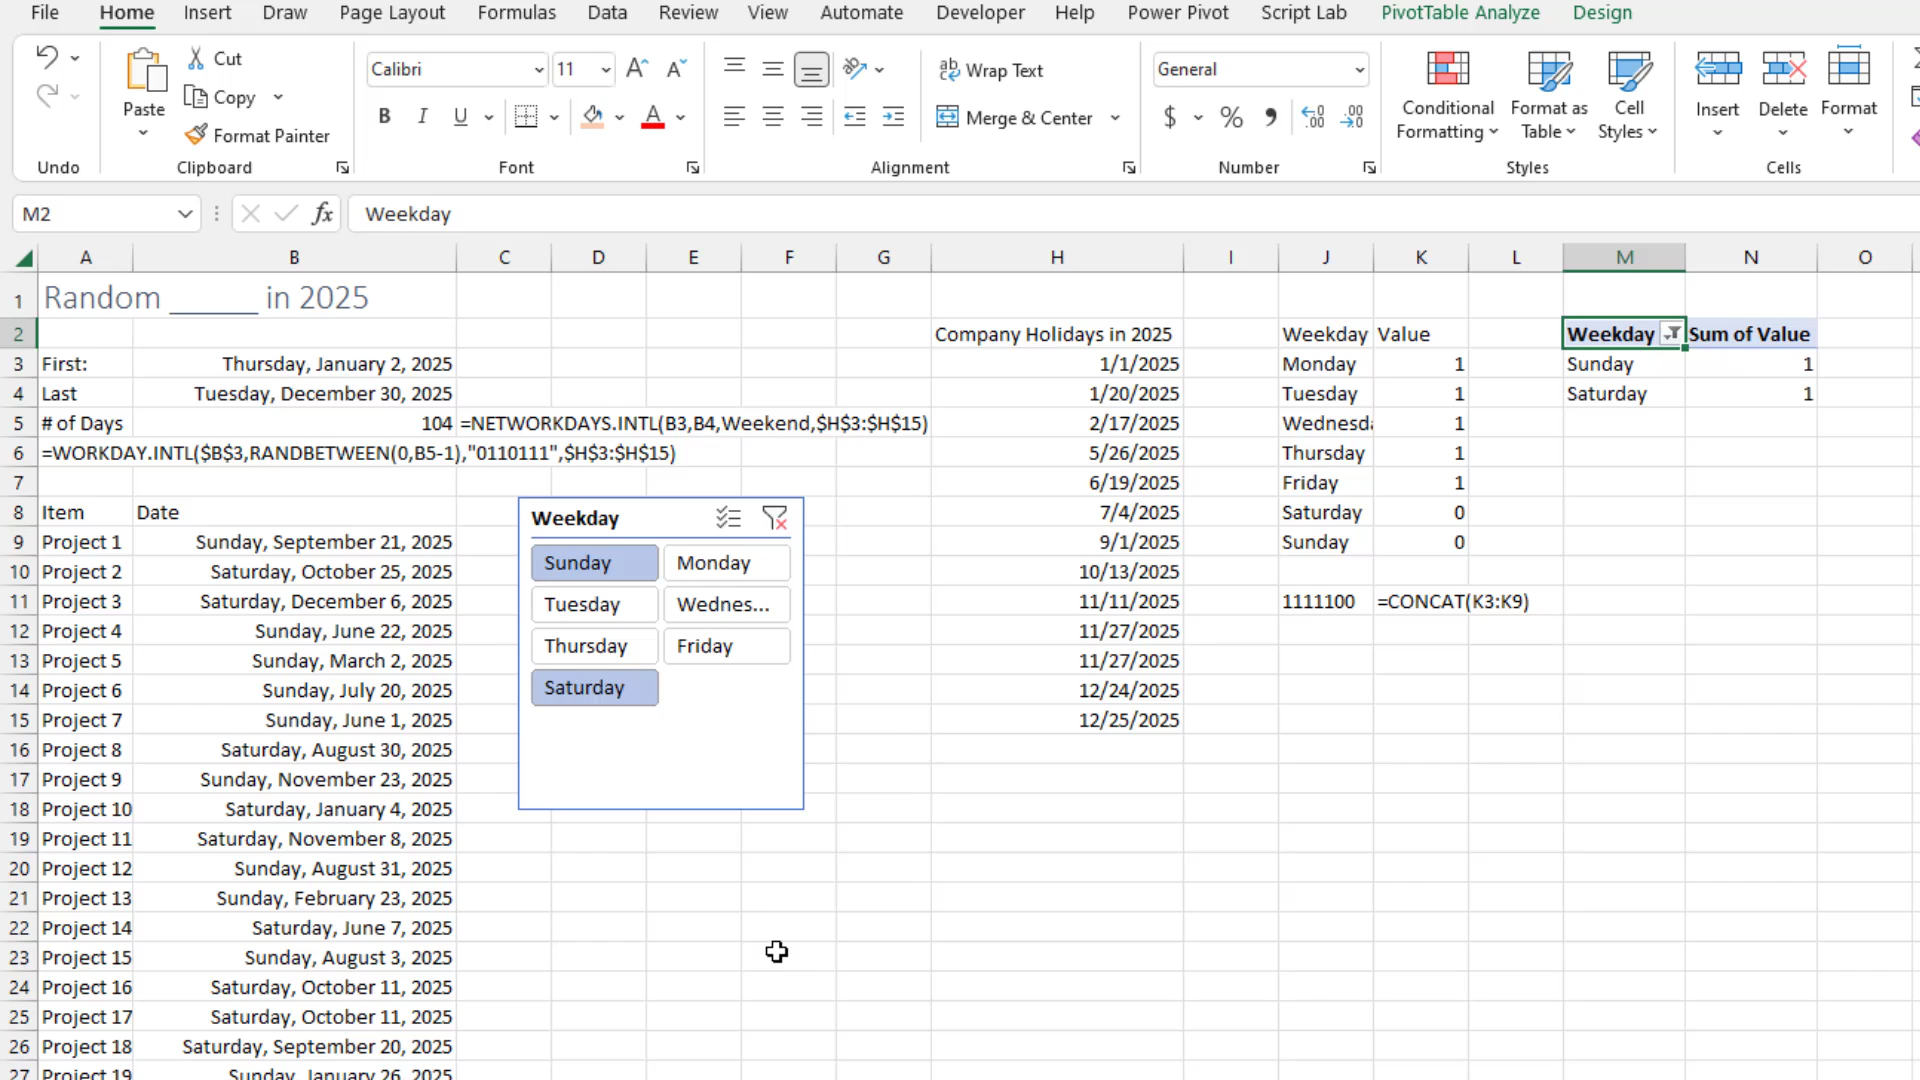 File Home Insert Draw Page Layout Formulas Data Review View Automate Developer Help Power Pivot Script Lab PivotTable Analyze Design
Paste Cut Copy Format Painter
Calibri 11
B I U A
ab Wrap Text
Merge & Center
General
$ % 9
Conditional Formatting
Format as Table
Cell Styles
Insert Delete Format
Undo Clipboard Font Alignment Number Styles Cells
M2 fx Weekday
A B C D E F G H I J K L M N O
1 Random ______ in 2025
2 Company Holidays in 2025 Weekday Value Weekday Sum of Value
3 First: Thursday, January 2, 2025 1/1/2025 Monday 1 Sunday 1
4 Last Tuesday, December 30, 2025 1/20/2025 Tuesday 1 Saturday 1
5 # of Days 104 =NETWORKDAYS.INTL(B3,B4,Weekend,$H$3:$H$15) 2/17/2025 Wednesda 1
6 =WORKDAY.INTL($B$3,RANDBETWEEN(0,B5-1),"0110111",$H$3:$H$15) 5/26/2025 Thursday 1
7 6/19/2025 Friday 1
8 Item Date 7/4/2025 Saturday 0
9 Project 1 Sunday, September 21, 2025 9/1/2025 Sunday 0
10 Project 2 Saturday, October 25, 2025 10/13/2025
11 Project 3 Saturday, December 6, 2025 11/11/2025 1111100 =CONCAT(K3:K9)
12 Project 4 Sunday, June 22, 2025 11/27/2025
13 Project 5 Sunday, March 2, 2025 11/27/2025
14 Project 6 Sunday, July 20, 2025 12/24/2025
15 Project 7 Sunday, June 1, 2025 12/25/2025
16 Project 8 Saturday, August 30, 2025
17 Project 9 Sunday, November 23, 2025
18 Project 10 Saturday, January 4, 2025
19 Project 11 Saturday, November 8, 2025
20 Project 12 Sunday, August 31, 2025
21 Project 13 Sunday, February 23, 2025
22 Project 14 Saturday, June 7, 2025
23 Project 15 Sunday, August 3, 2025
24 Project 16 Saturday, October 11, 2025
25 Project 17 Saturday, October 11, 2025
26 Project 18 Saturday, September 20, 2025
27 Project 19 Sunday, January 26, 2025
Weekday
Sunday Monday
Tuesday Wednes...
Thursday Friday
Saturday